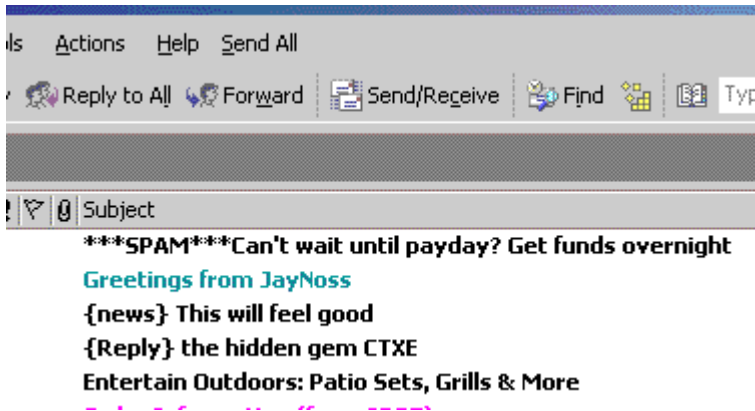 Actions Help Send All
Reply to All Forward Send/Receive Find
Subject
***SPAM***Can't wait until payday? Get funds overnight
Greetings from JayNoss
{news} This will feel good
{Reply} the hidden gem CTXE
Entertain Outdoors: Patio Sets, Grills & More